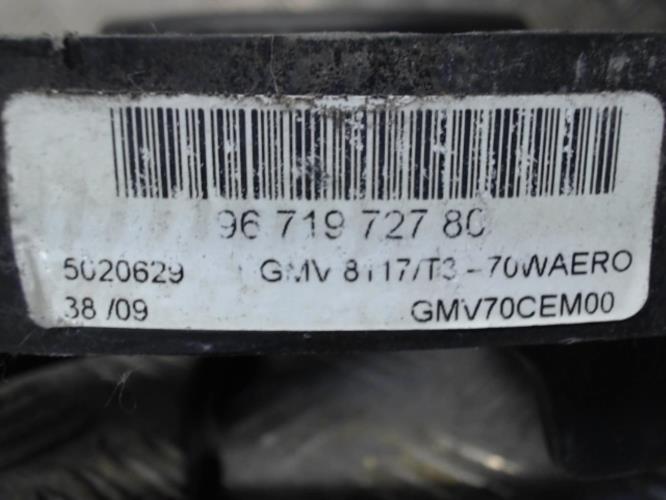 96 719 727 80
5020629 GMV 8117/T3 - 70WAERO
38 /09 GMV70CEM00